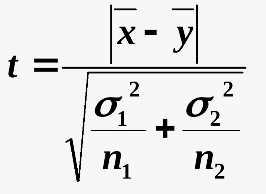 t = |x̅ - y̅| / √(σ₁²/n₁ + σ₂²/n₂)